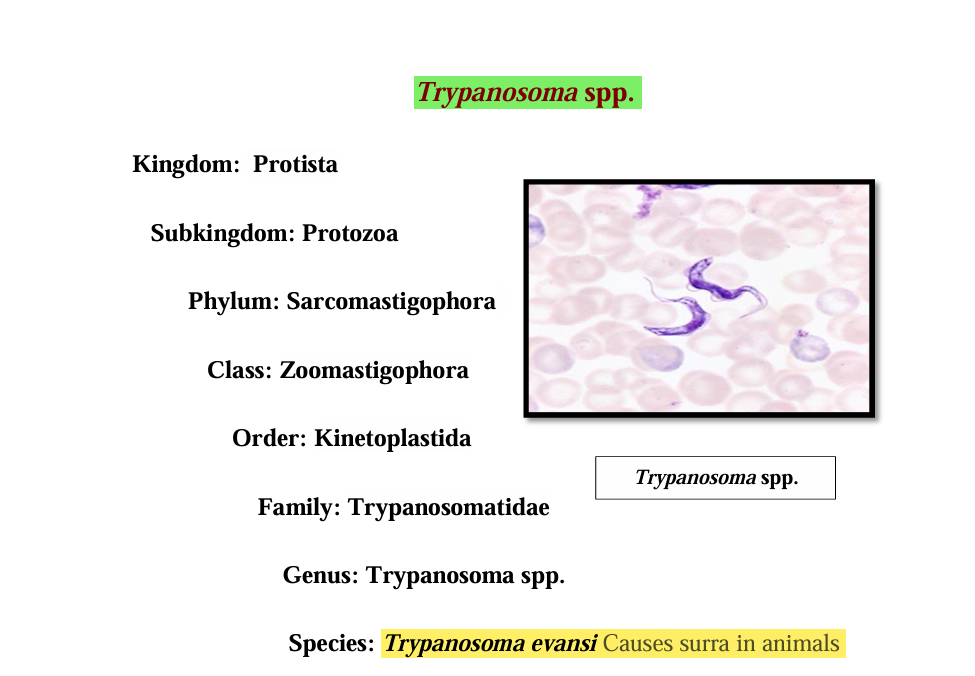 Trypanosoma spp.
Kingdom:  Protista
Subkingdom: Protozoa
Phylum: Sarcomastigophora
Class: Zoomastigophora
Order: Kinetoplastida
Trypanosoma spp.
Family: Trypanosomatidae
Genus: Trypanosoma spp.
Species: Trypanosoma evansi Causes surra in animals